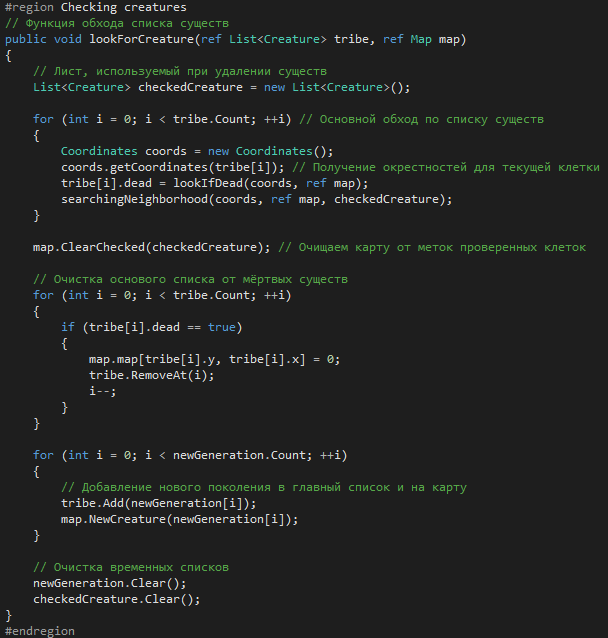 #region Checking creatures
// Функция обхода списка существ
public void lookForCreature(ref List<Creature> tribe, ref Map map)
{
// Лист, используемый при удалении существ
List<Creature> checkedCreature = new List<Creature>();
for (int i = 0; i < tribe.Count; ++i) // Основной обход по списку существ
{
Coordinates coords = new Coordinates();
coords.getCoordinates(tribe[i]); // Получение окрестностей для текущей клетки
tribe[i].dead = lookIfDead(coords, ref map);
searchingNeighborhood(coords, ref map, checkedCreature);
}
map.ClearChecked(checkedCreature); // Очищаем карту от меток проверенных клеток
// Очистка основого списка от мёртвых существ
for (int i = 0; i < tribe.Count; ++i)
{
if (tribe[i].dead == true)
{
map.map[tribe[i].y, tribe[i].x] = 0;
tribe.RemoveAt(i);
i--;
}
}
for (int i = 0; i < newGeneration.Count; ++i)
{
// Добавление нового поколения в главный список и на карту
tribe.Add(newGeneration[i]);
map.NewCreature(newGeneration[i]);
}
// Очистка временных списков
newGeneration.Clear();
checkedCreature.Clear();
}
#endregion